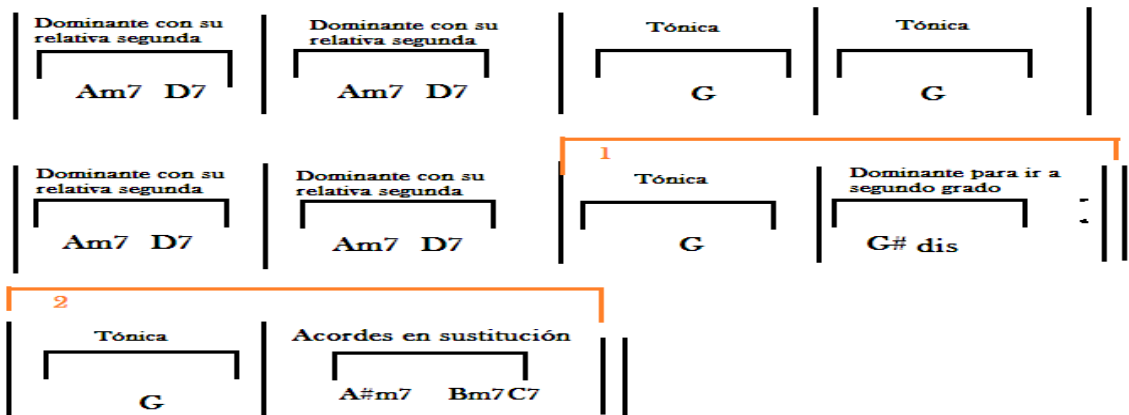 Dominante con su
relativa segunda
Dominante con su
relativa segunda
Tónica
Tónica
Am7 D7
Am7 D7
G
G
1
Dominante con su
relativa segunda
Dominante con su
relativa segunda
Tónica
Dominante para ir a
segundo grado
Am7 D7
Am7 D7
G
G# dis
2
Tónica
Acordes en sustitución
G
A#m7 Bm7 C7